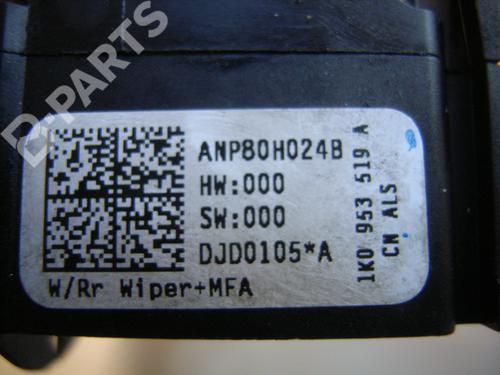 B-PARTS
ANP80H024B
HW:000
SW:000
DJD0105*A
W/Rr Wiper+MFA
1K0 953 519 A
CN ALS